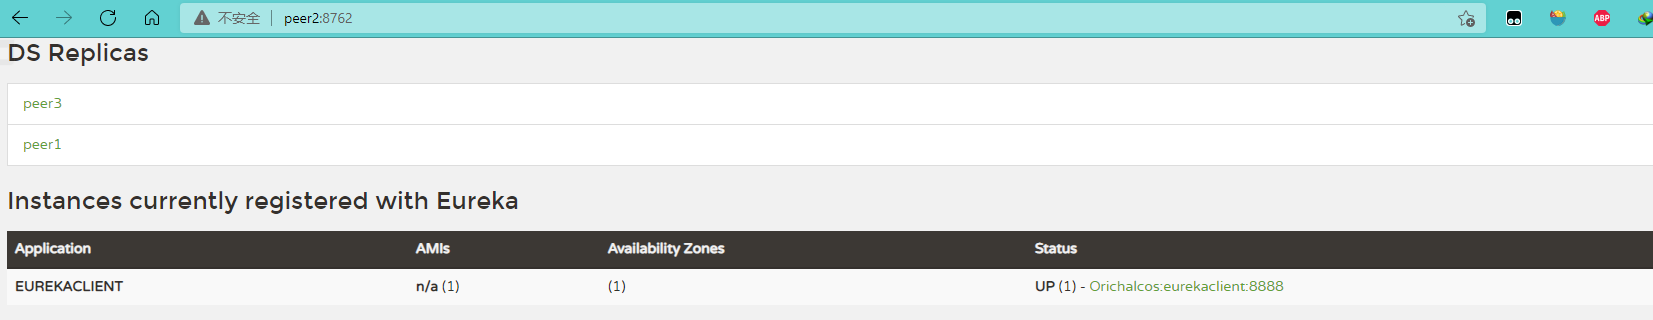 不安全 peer2:8762
ABP
DS Replicas
peer3
peer1
Instances currently registered with Eureka
Application AMIs Availability Zones Status
EUREKACLIENT n/a (1) (1) UP (1) - Orichalcos:eurekaclient:8888